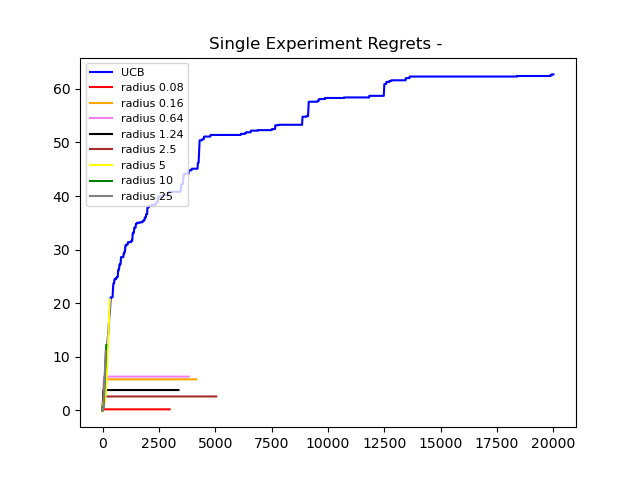 Single Experiment Regrets -
UCB
radius 0.08
radius 0.16
radius 0.64
radius 1.24
radius 2.5
radius 5
radius 10
radius 25
60
50
40
30
20
10
0
0 2500 5000 7500 10000 12500 15000 17500 20000